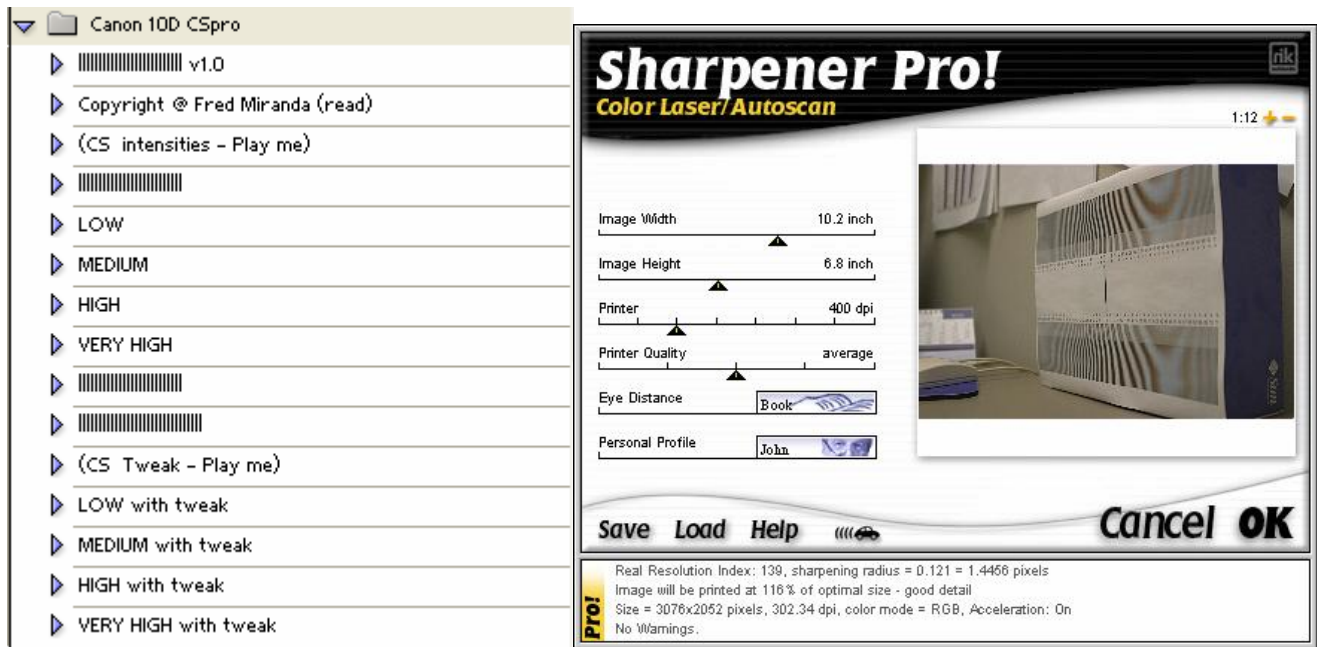 Canon 10D CSpro
|||||||||||||||||||||||||| v1.0
Copyright @ Fred Miranda (read)
(CS intensities - Play me)
||||||||||||||||||||||||||
LOW
MEDIUM
HIGH
VERY HIGH
||||||||||||||||||||||||||
|||||||||||||||||||||||||||||||
(CS Tweak - Play me)
LOW with tweak
MEDIUM with tweak
HIGH with tweak
VERY HIGH with tweak
Sharpener Pro!
nik
Color Laser/Autoscan
1:12
Image Width 10.2 inch
Image Height 6.8 inch
Printer 400 dpi
Printer Quality average
Eye Distance Book
Personal Profile John
Sun
Save Load Help Cancel OK
Pro!
Real Resolution Index: 139, sharpening radius = 0.121 = 1.4456 pixels
Image will be printed at 116% of optimal size - good detail
Size = 3076x2052 pixels, 302.34 dpi, color mode = RGB, Acceleration: On
No Warnings.